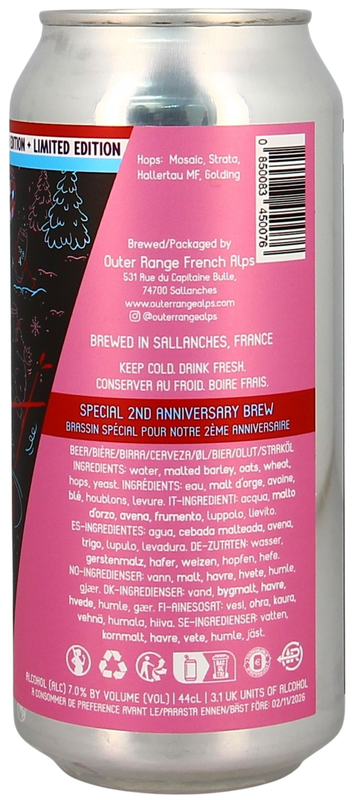 EDITION + LIMITED EDITION
Hops: Mosaic, Strata,
Hallertau MF, Golding
0 850083 450076
Brewed/Packaged by
Outer Range French Alps
531 Rue du Capitaine Bulle,
74700 Sallanches
www.outerrangealps.com
@outerrangealps
BREWED IN SALLANCHES, FRANCE
KEEP COLD. DRINK FRESH.
CONSERVER AU FROID. BOIRE FRAIS.
SPECIAL 2ND ANNIVERSARY BREW
BRASSIN SPÉCIAL POUR NOTRE 2ÈME ANNIVERSAIRE
BEER/BIÈRE/BIRRA/CERVEZA/ØL/BIER/OLUT/STARKÖL
INGREDIENTS: water, malted barley, oats, wheat,
hops, yeast. INGRÉDIENTS: eau, malt d'orge, avoine,
blé, houblons, levure. IT-INGREDIENTI: acqua, malto
d'orzo, avena, frumento, luppolo, lievito.
ES-INGREDIENTES: agua, cebada malteada, avena,
trigo, lupulo, levadura. DE-ZUTATEN: wasser,
gerstenmalz, hafer, weizen, hopfen, hefe.
NO-INGREDIENSER: vann, malt, havre, hvete, humle,
gjær. DK-INGREDIENSER: vand, bygmalt, havre,
hvede, humle, gær. FI-AINESOSAT: vesi, ohra, kaura,
vehnä, humala, hiiva. SE-INGREDIENSER: vatten,
kornmalt, havre, vete, humle, jäst.
ALCOHOL (ALC) 7.0% BY VOLUME (VOL) | 44cL | 3.1 UK UNITS OF ALCOHOL
A CONSOMMER DE PREFERENCE AVANT LE/PARASTA ENNEN/BÄST FÖRE: 02/11/2026